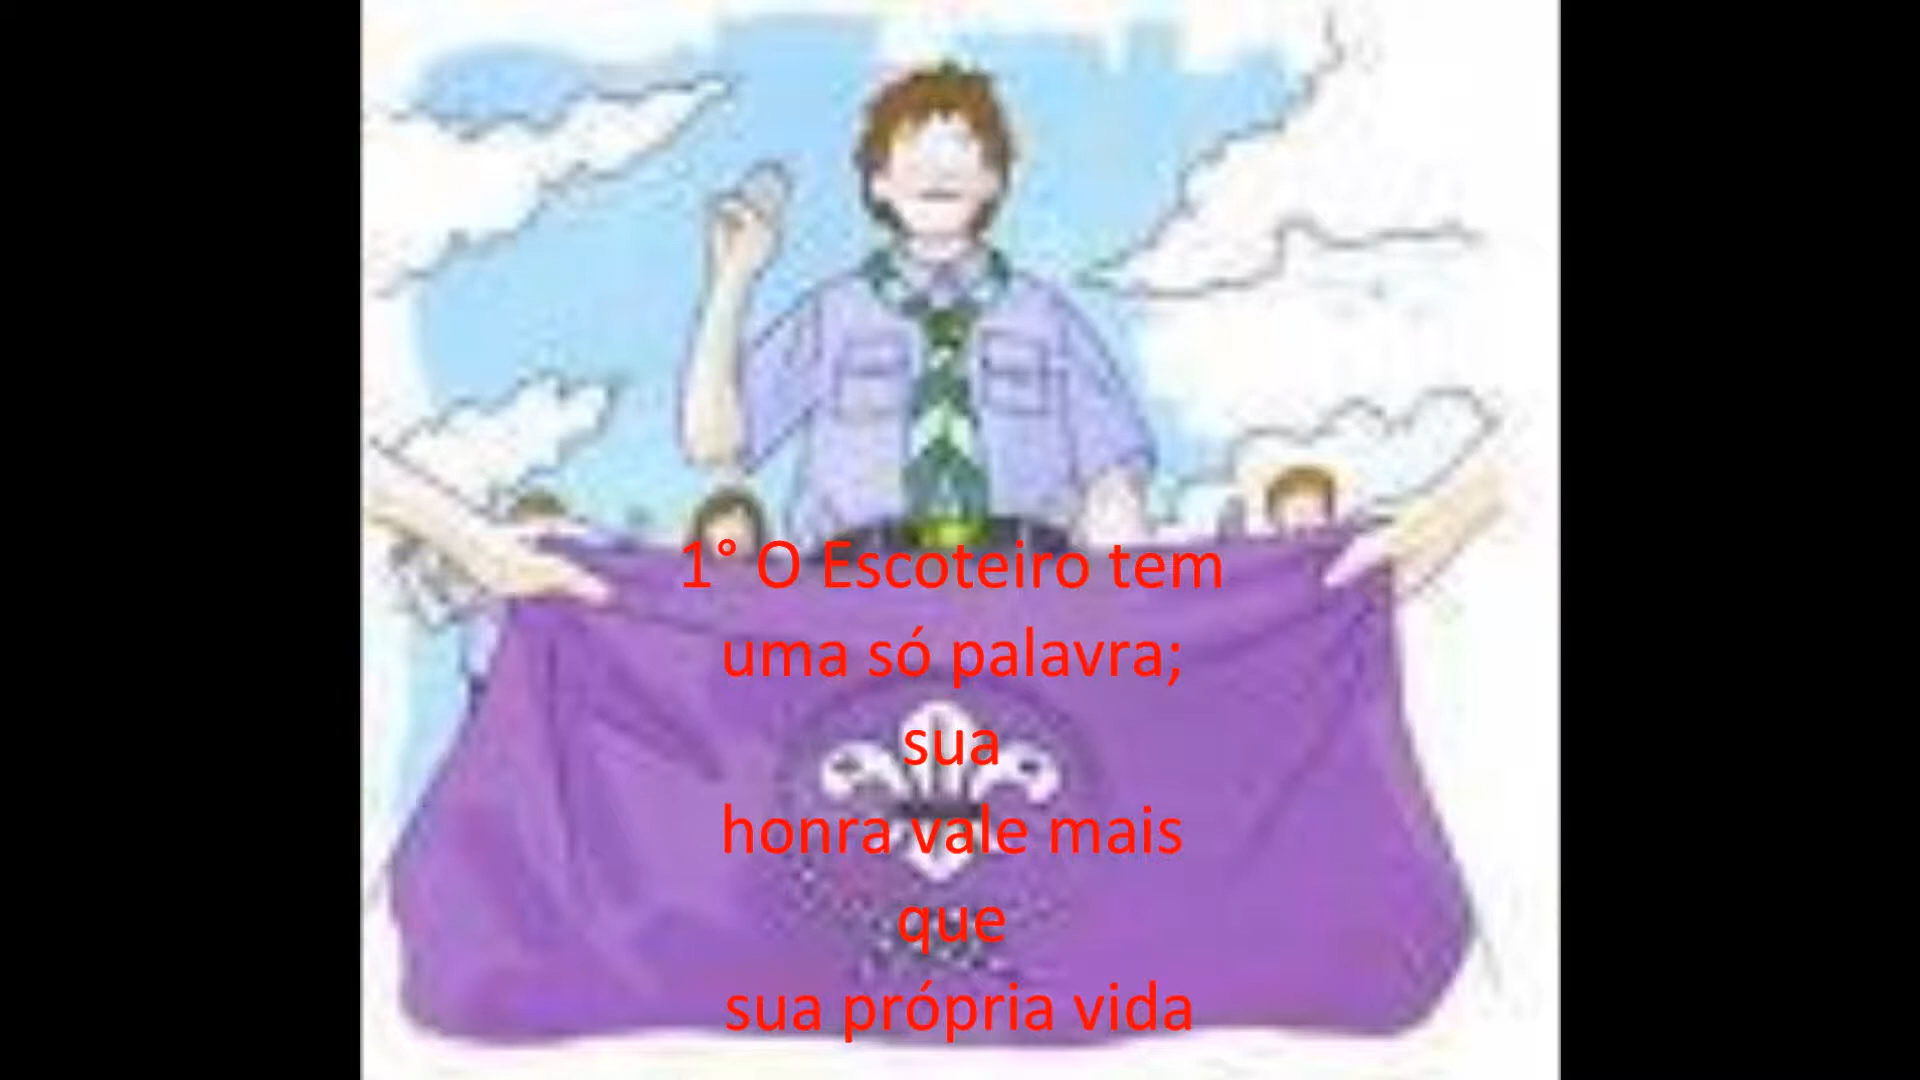 1° O Escoteiro tem
uma só palavra;
sua
honra vale mais
que
sua própria vida